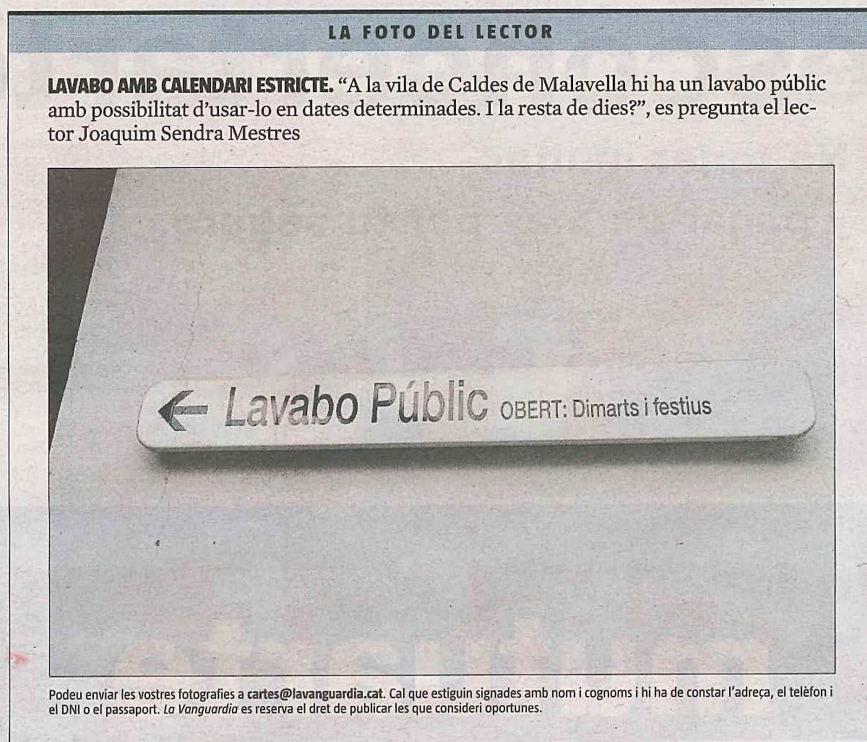 LA FOTO DEL LECTOR
LAVABO AMB CALENDARI ESTRICTE. “A la vila de Caldes de Malavella hi ha un lavabo públic
amb possibilitat d’usar-lo en dates determinades. I la resta de dies?”, es pregunta el lec-
tor Joaquim Sendra Mestres
← Lavabo Públic OBERT: Dimarts i festius
Podeu enviar les vostres fotografies a cartes@lavanguardia.cat. Cal que estiguin signades amb nom i cognoms i hi ha de constar l’adreça, el telèfon i
el DNI o el passaport. La Vanguardia es reserva el dret de publicar les que consideri oportunes.